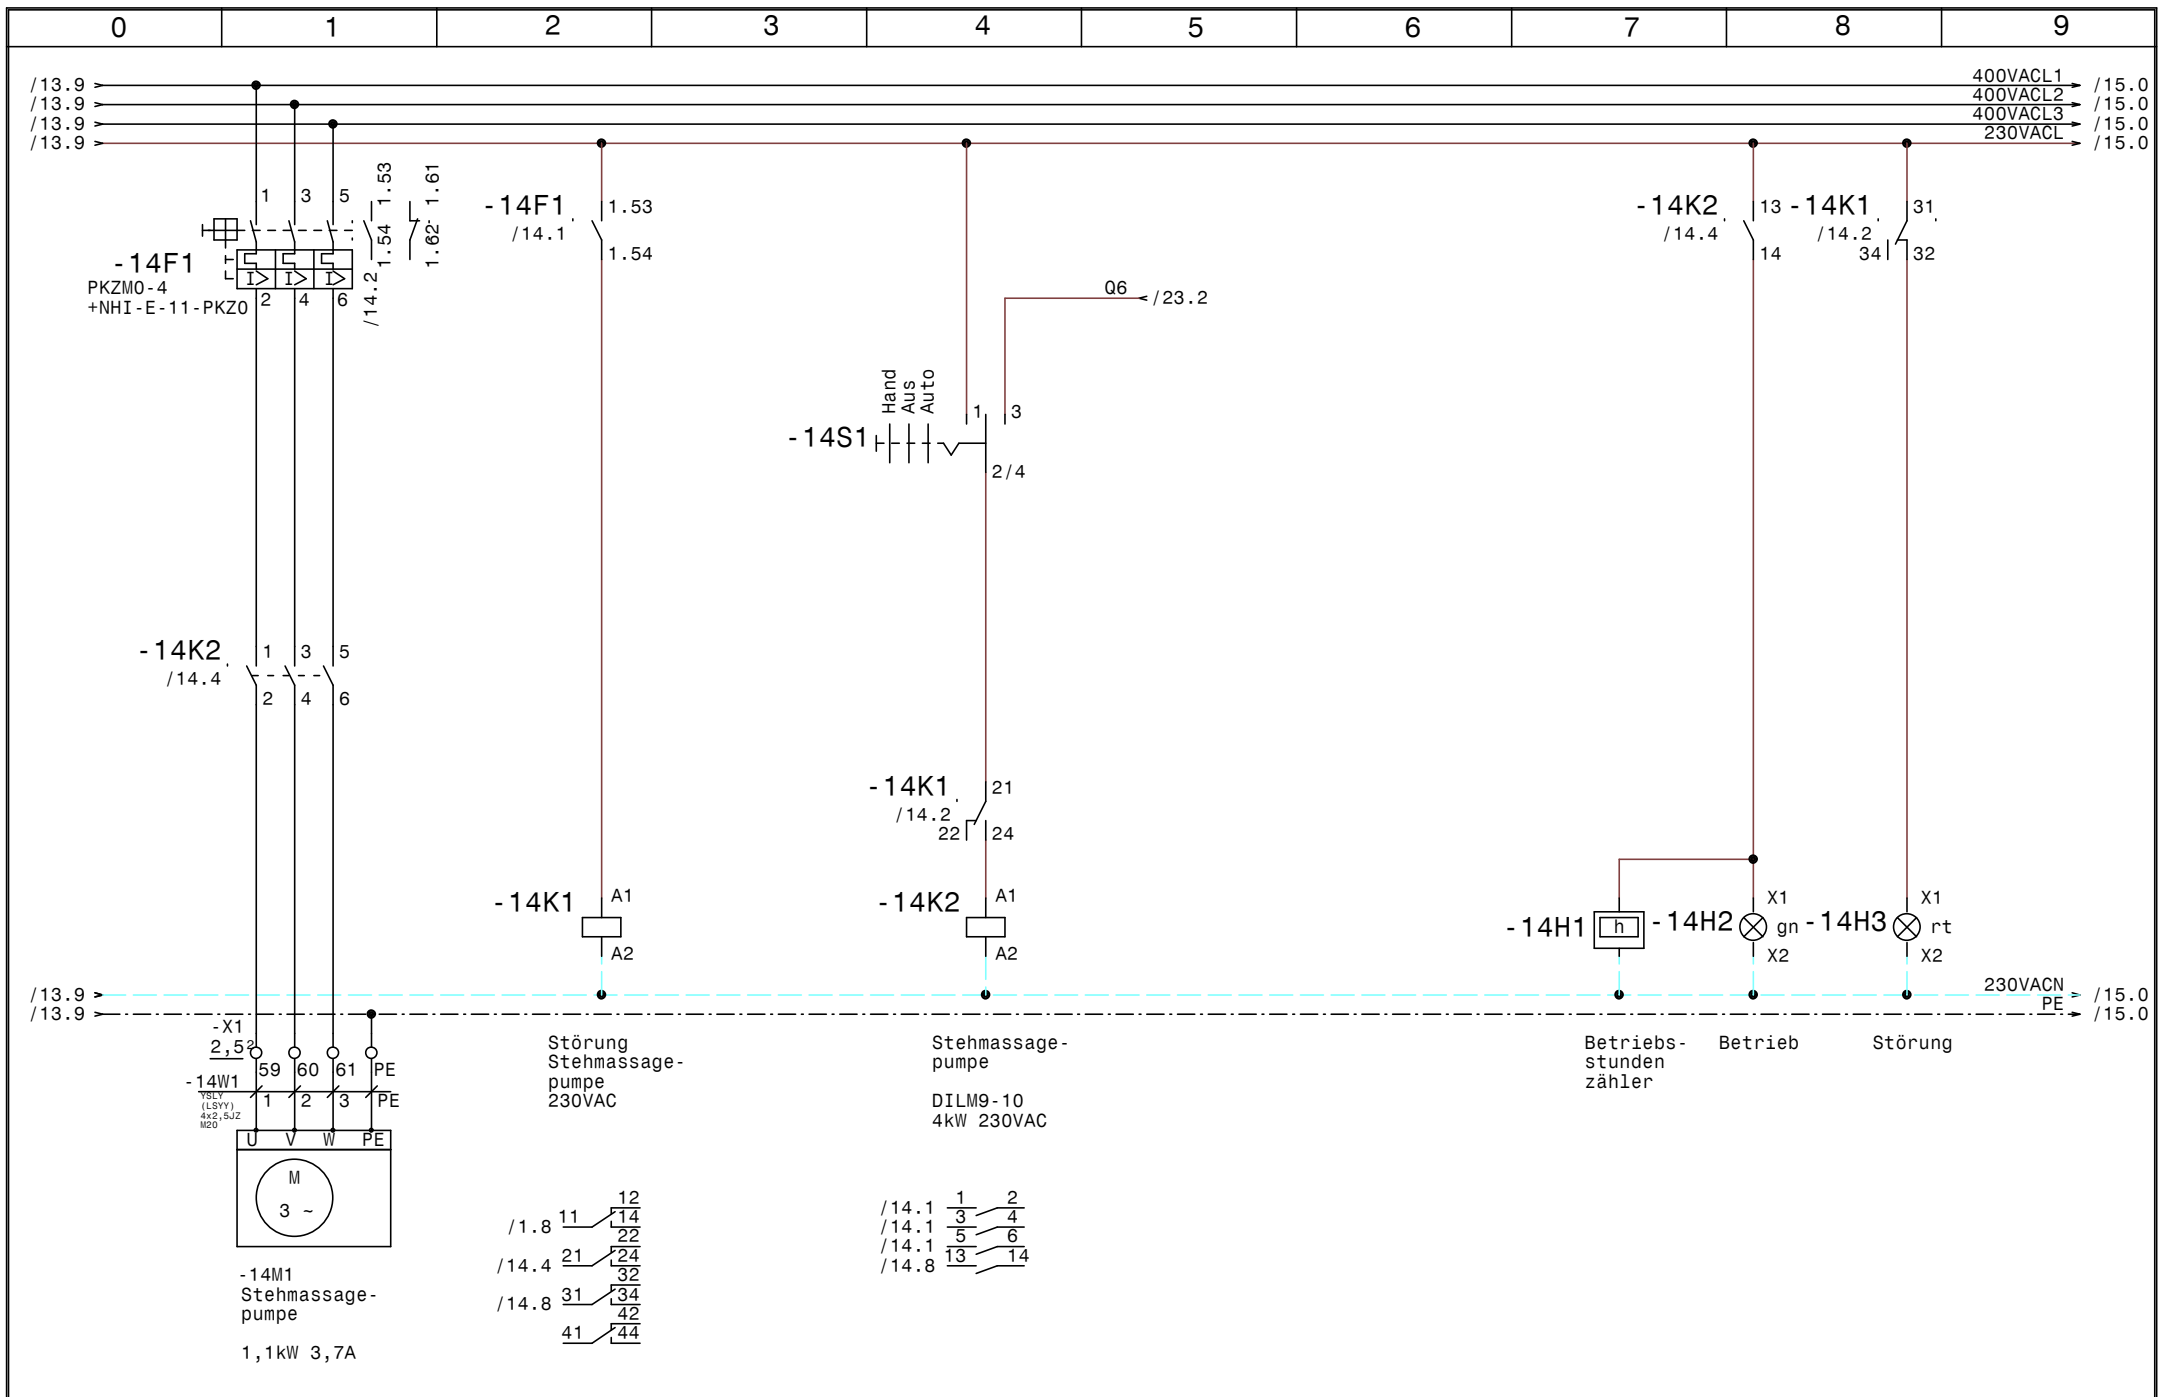 0 1 2 3 4 5 6 7 8 9
/13.9 400VACL1 /15.0
/13.9 400VACL2 /15.0
/13.9 400VACL3 /15.0
/13.9 230VACL /15.0
1 3 5 1.53 1.61
1.54 1.62
/14.2
-14F1
PKZM0-4
+NHI-E-11-PKZ0
2 4 6
-14F1 1.53
/14.1
1.54
-14K2 13
/14.4
14
-14K1 31
/14.2
34 32
Q6 /23.2
Hand
Aus
Auto
1 3
-14S1
2/4
-14K2 1 3 5
/14.4
2 4 6
-14K1 21
/14.2
22 24
-14K1 A1
A2
-14K2 A1
A2
-14H1 h
-14H2 X1
gn
X2
-14H3 X1
rt
X2
/13.9 230VACN /15.0
/13.9 PE /15.0
-X1
2,5²
59 60 61 PE
-14W1
YSLY
(LSYY)
4x2,5JZ
M20
1 2 3 PE
U V W PE
M
3 ~
-14M1
Stehmassage-
pumpe
1,1kW 3,7A
Störung
Stehmassage-
pumpe
230VAC
Stehmassage-
pumpe
DILM9-10
4kW 230VAC
Betriebs-
stunden
zähler
Betrieb
Störung
12
/1.8 11 14
22
/14.4 21 24
32
/14.8 31 34
42
41 44
/14.1 1 2
/14.1 3 4
/14.1 5 6
/14.8 13 14